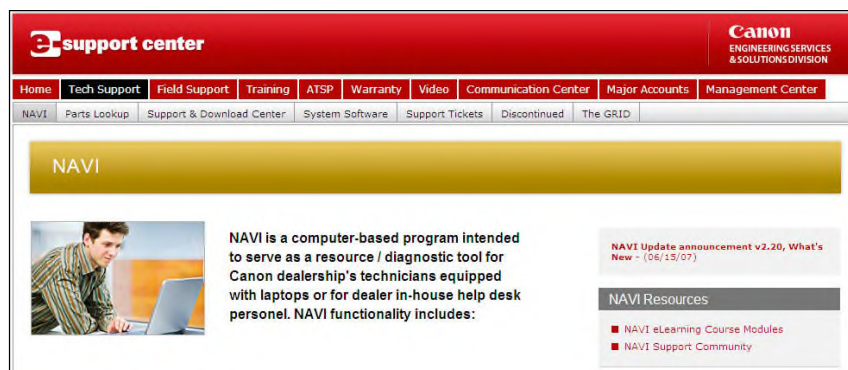 e-support center
Canon
ENGINEERING SERVICES
& SOLUTIONS DIVISION
Home Tech Support Field Support Training ATSP Warranty Video Communication Center Major Accounts Management Center
NAVI Parts Lookup Support & Download Center System Software Support Tickets Discontinued The GRID
NAVI
NAVI is a computer-based program intended
to serve as a resource / diagnostic tool for
Canon dealership's technicians equipped
with laptops or for dealer in-house help desk
personel. NAVI functionality includes:
NAVI Update announcement v2.20, What's
New - (06/15/07)
NAVI Resources
NAVI eLearning Course Modules
NAVI Support Community